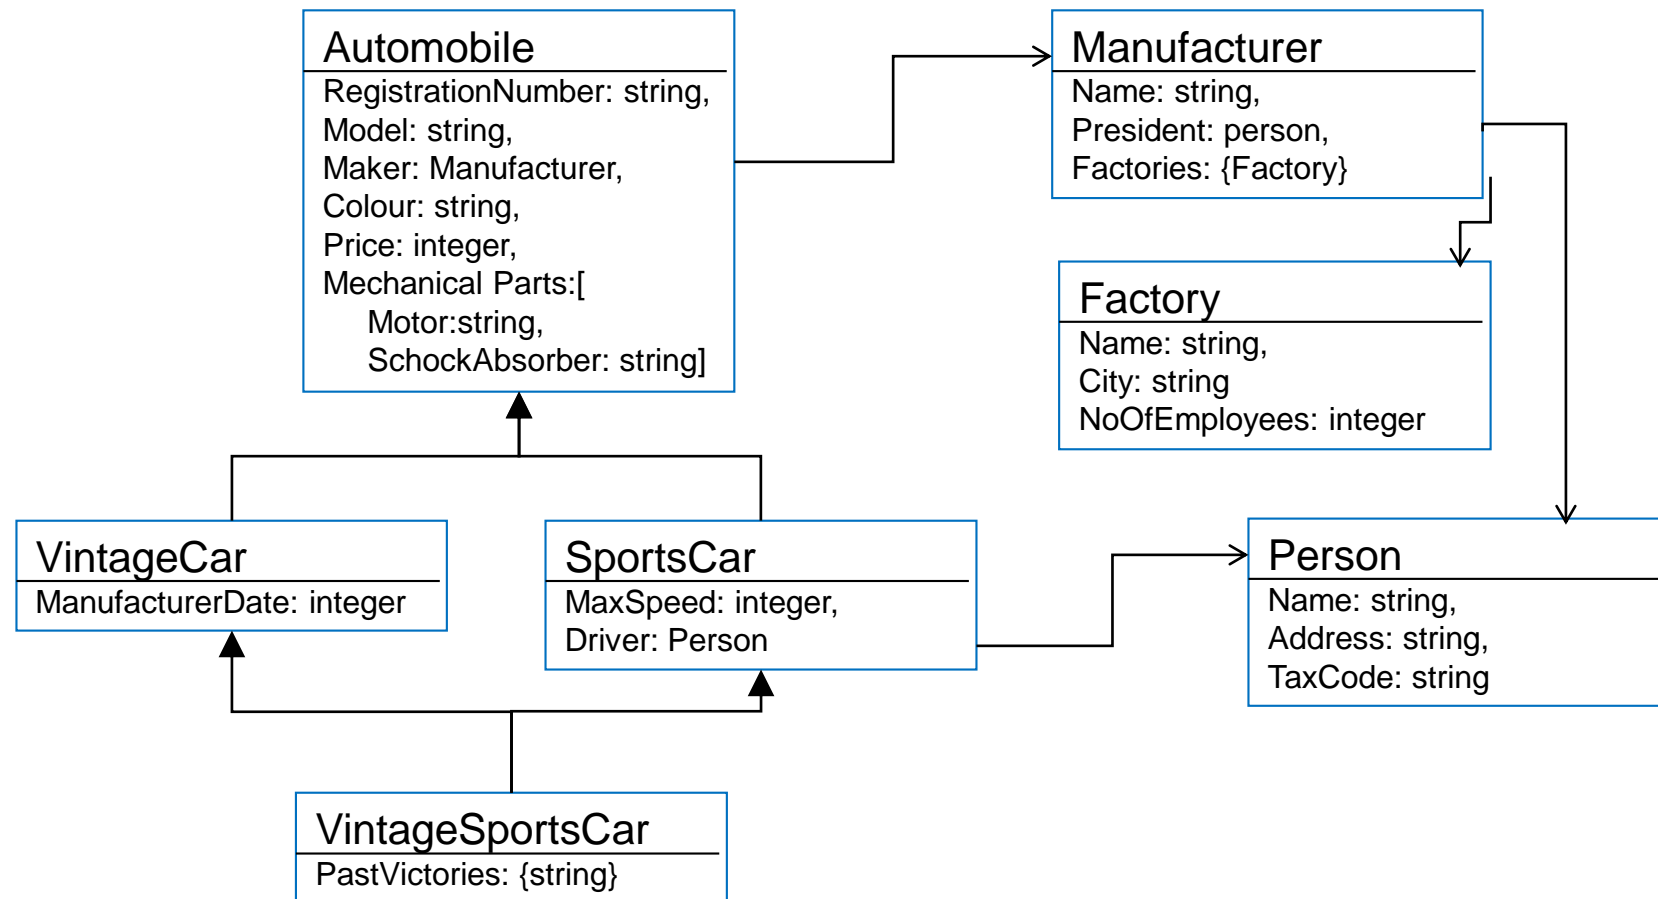 Automobile
RegistrationNumber: string,
Model: string,
Maker: Manufacturer,
Colour: string,
Price: integer,
Mechanical Parts:[
Motor:string,
SchockAbsorber: string]
Manufacturer
Name: string,
President: person,
Factories: {Factory}
Factory
Name: string,
City: string
NoOfEmployees: integer
VintageCar
ManufacturerDate: integer
SportsCar
MaxSpeed: integer,
Driver: Person
Person
Name: string,
Address: string,
TaxCode: string
VintageSportsCar
PastVictories: {string}